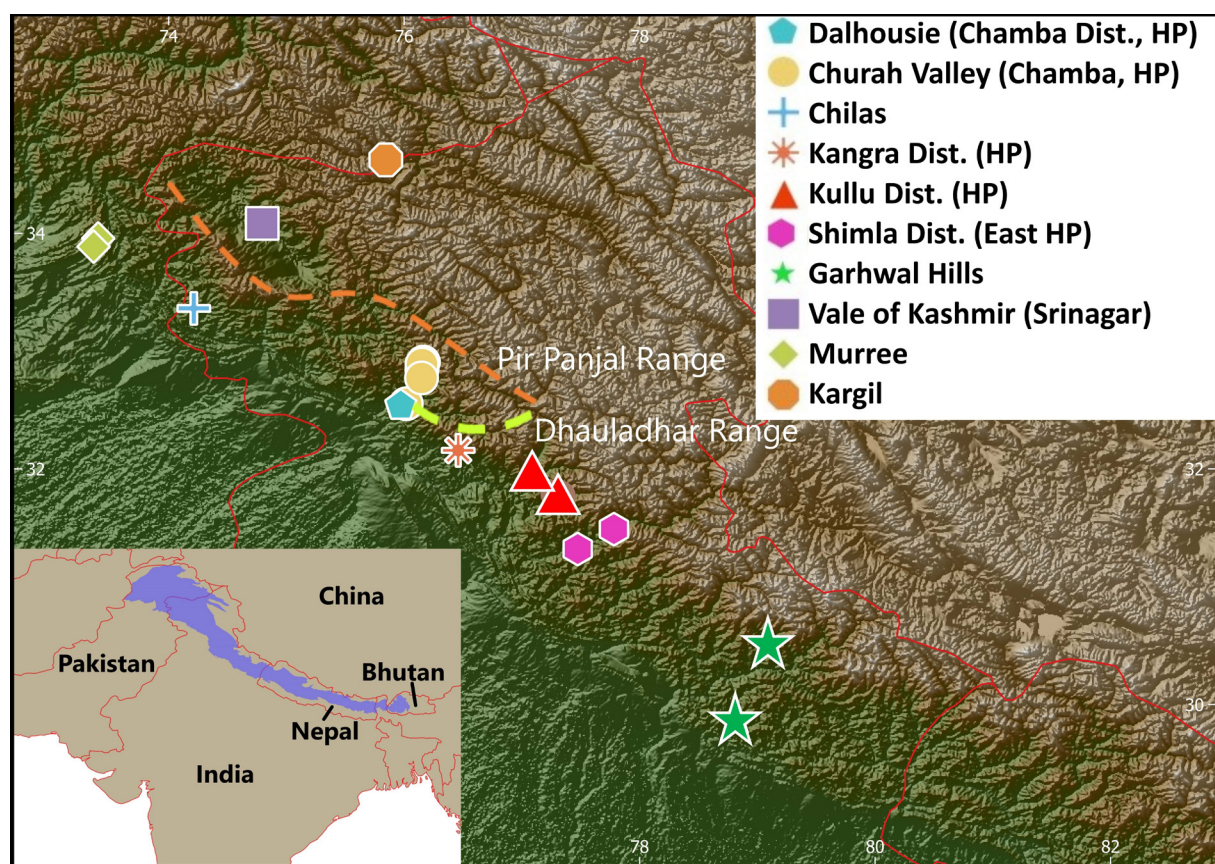 74
76
78
Dalhousie (Chamba Dist., HP)
Churah Valley (Chamba, HP)
Chilas
Kangra Dist. (HP)
Kullu Dist. (HP)
Shimla Dist. (East HP)
Garhwal Hills
Vale of Kashmir (Srinagar)
Murree
Kargil
34
Pir Panjal Range
Dhauladhar Range
32
32
China
Pakistan
Bhutan
Nepal
India
30
78
80
82